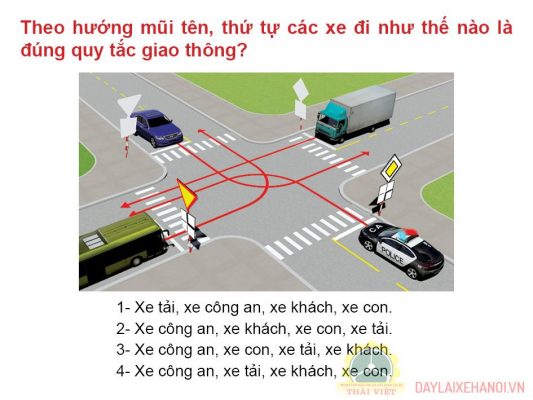 Theo hướng mũi tên, thứ tự các xe đi như thế nào là
đúng quy tắc giao thông?
POLICE
1- Xe tải, xe công an, xe khách, xe con.
2- Xe công an, xe khách, xe con, xe tải.
3- Xe công an, xe con, xe tải, xe khách.
4- Xe công an, xe tải, xe khách, xe con.
THÁI VIỆT
DAYLAIXEHANOI.VN